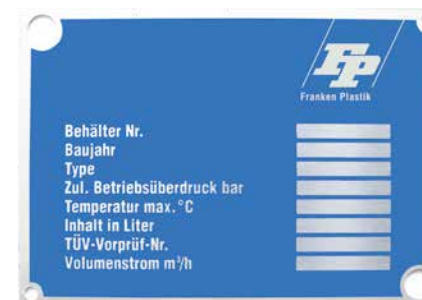 FP
Franken Plastik
Behälter Nr.
Baujahr
Type
Zul. Betriebsüberdruck bar
Temperatur max. °C
Inhalt in Liter
TÜV-Vorprüf-Nr.
Volumenstrom m³/h